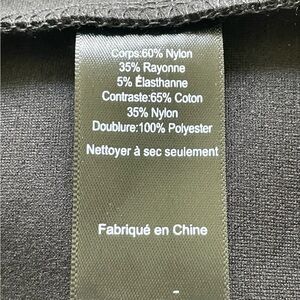 Corps:60% Nylon
35% Rayonne
5% Élasthanne
Contraste:65% Coton
35% Nylon
Doublure:100% Polyester
Nettoyer à sec seulement
Fabriqué en Chine